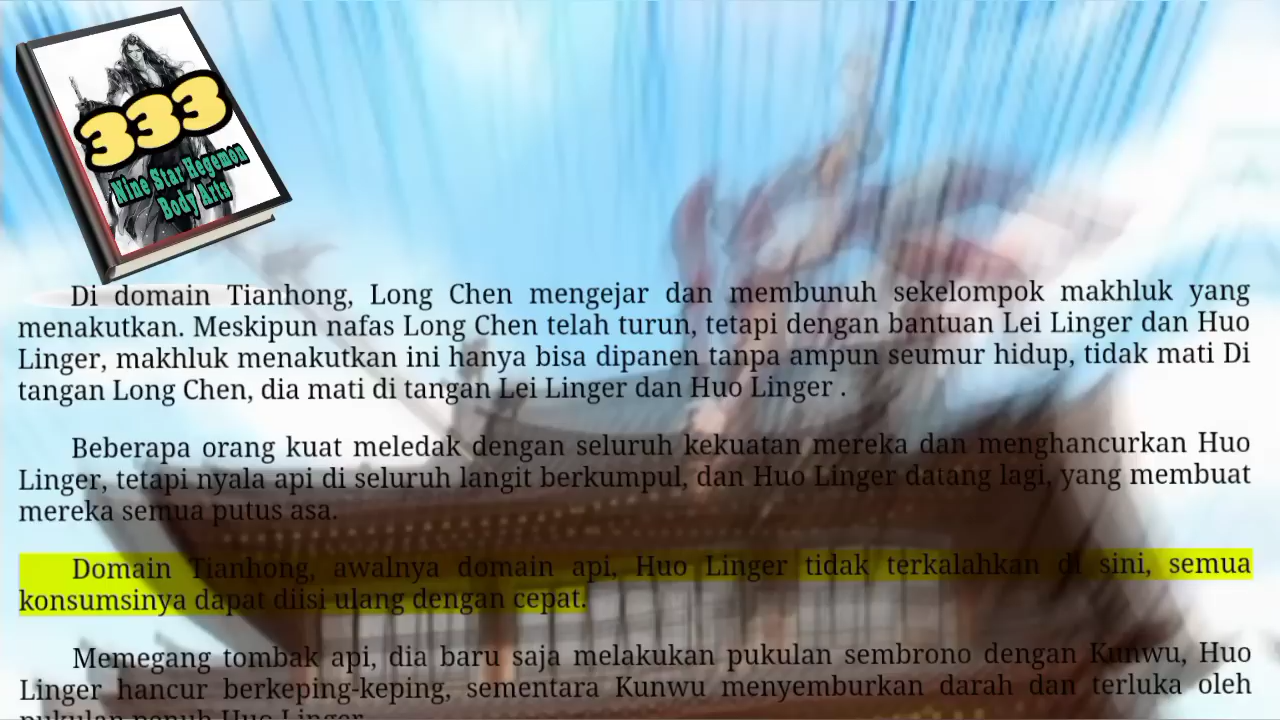 333
Nine Star Hegemon
Body Arts
Di domain Tianhong, Long Chen mengejar dan membunuh sekelompok makhluk yang
menakutkan. Meskipun nafas Long Chen telah turun, tetapi dengan bantuan Lei Linger dan Huo
Linger, makhluk menakutkan ini hanya bisa dipanen tanpa ampun seumur hidup, tidak mati Di
tangan Long Chen, dia mati di tangan Lei Linger dan Huo Linger .
Beberapa orang kuat meledak dengan seluruh kekuatan mereka dan menghancurkan Huo
Linger, tetapi nyala api di seluruh langit berkumpul, dan Huo Linger datang lagi, yang membuat
mereka semua putus asa.
Domain Tianhong, awalnya domain api, Huo Linger tidak terkalahkan di sini, semua
konsumsinya dapat diisi ulang dengan cepat.
Memegang tombak api, dia baru saja melakukan pukulan sembrono dengan Kunwu, Huo
Linger hancur berkeping-keping, sementara Kunwu menyemburkan darah dan terluka oleh
pukulan penuh Huo Linger